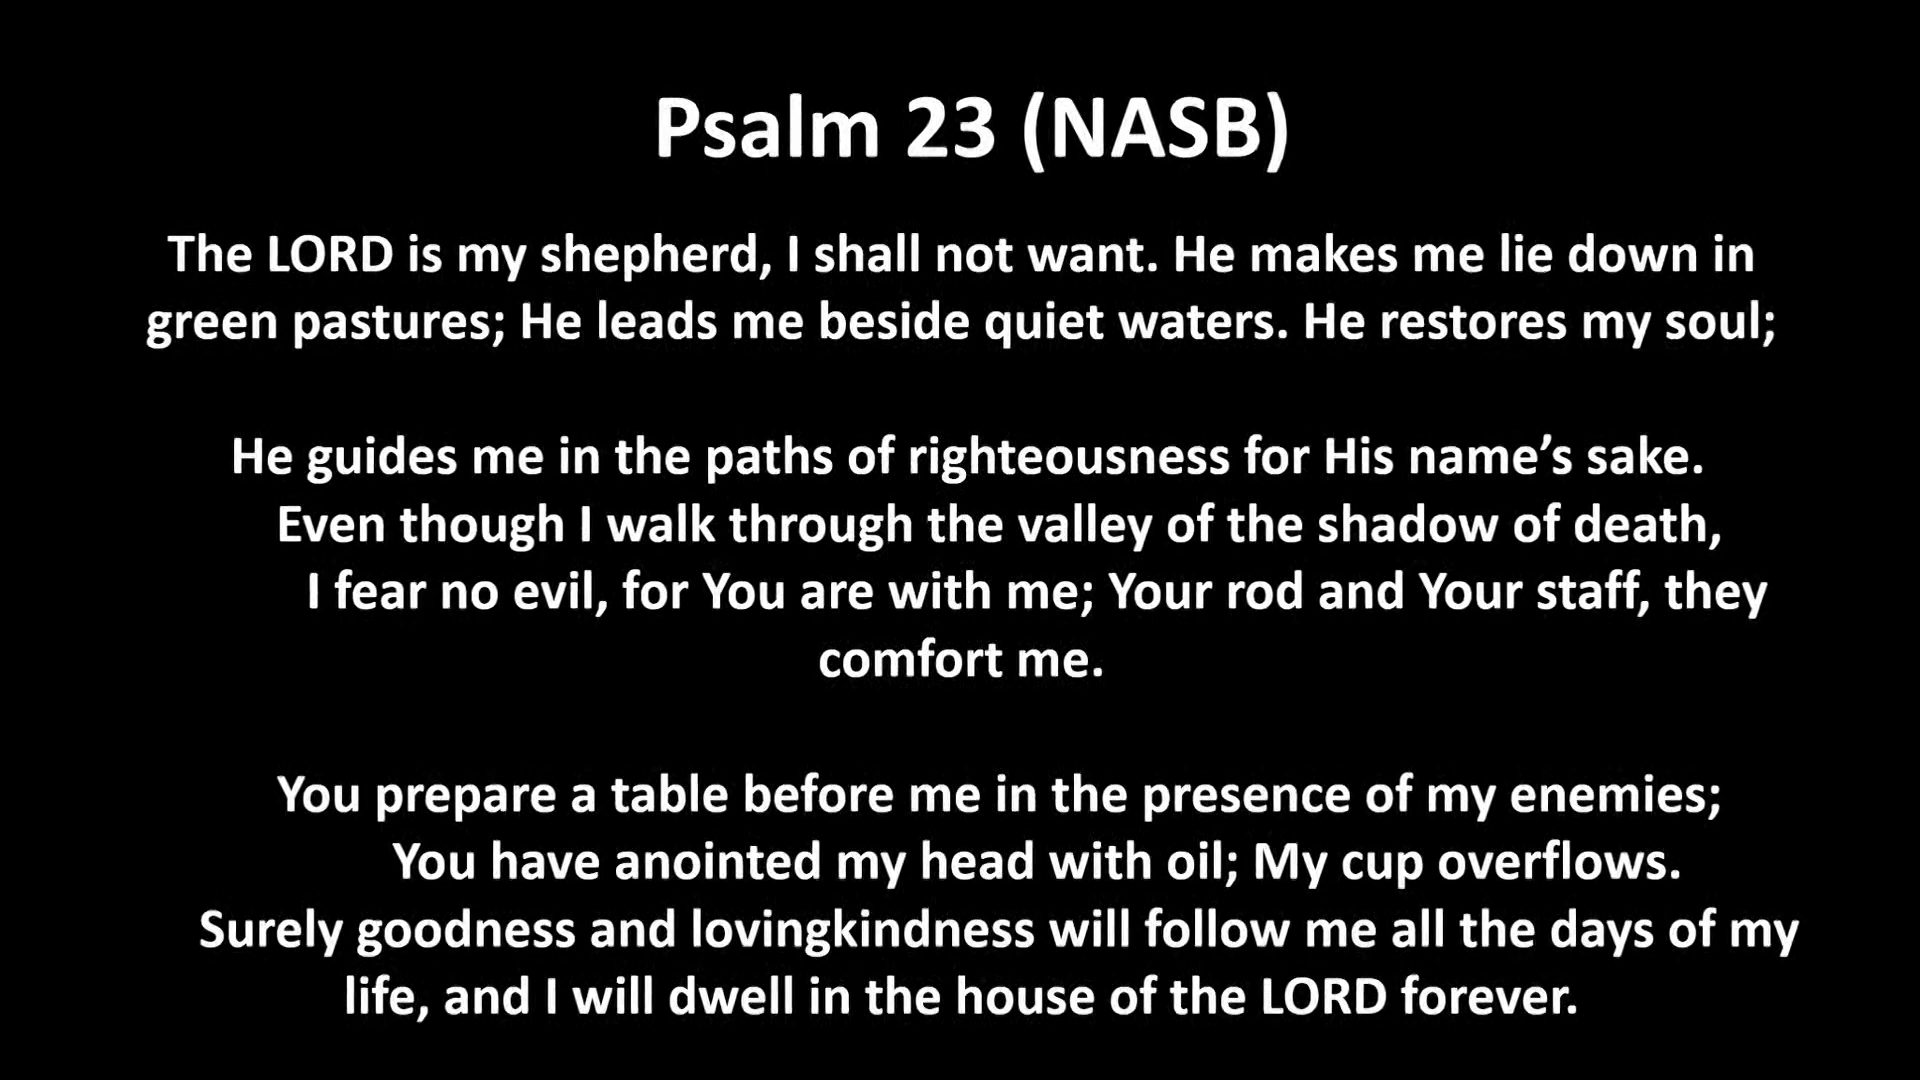 Psalm 23 (NASB)
The LORD is my shepherd, I shall not want. He makes me lie down in
green pastures; He leads me beside quiet waters. He restores my soul;
He guides me in the paths of righteousness for His name’s sake.
Even though I walk through the valley of the shadow of death,
I fear no evil, for You are with me; Your rod and Your staff, they
comfort me.
You prepare a table before me in the presence of my enemies;
You have anointed my head with oil; My cup overflows.
Surely goodness and lovingkindness will follow me all the days of my
life, and I will dwell in the house of the LORD forever.